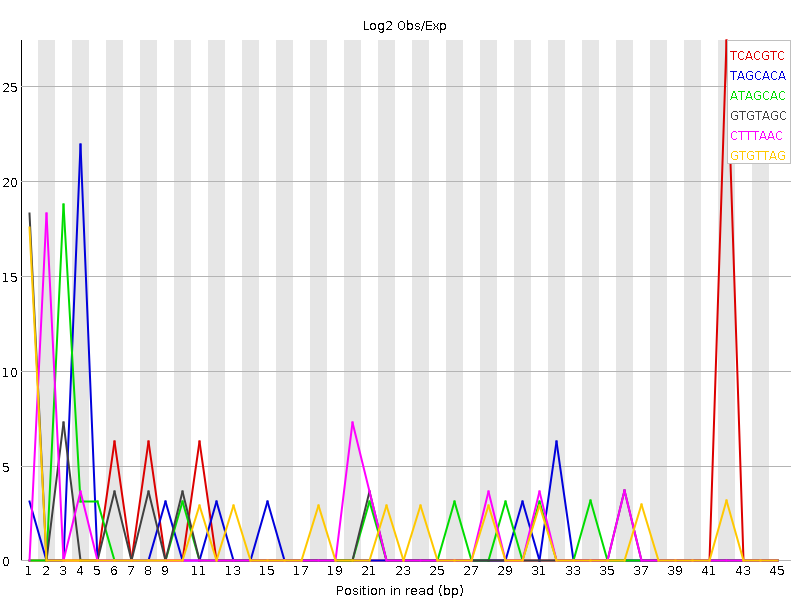 Log2 Obs/Exp
TCACGTC
TAGCACA
ATAGCAC
GTGTAGC
CTTTAAC
GTGTTAG
25
20
15
10
5
0
1 2 3 4 5 6 7 8 9 11 13 15 17 19 21 23 25 27 29 31 33 35 37 39 41 43 45
Position in read (bp)